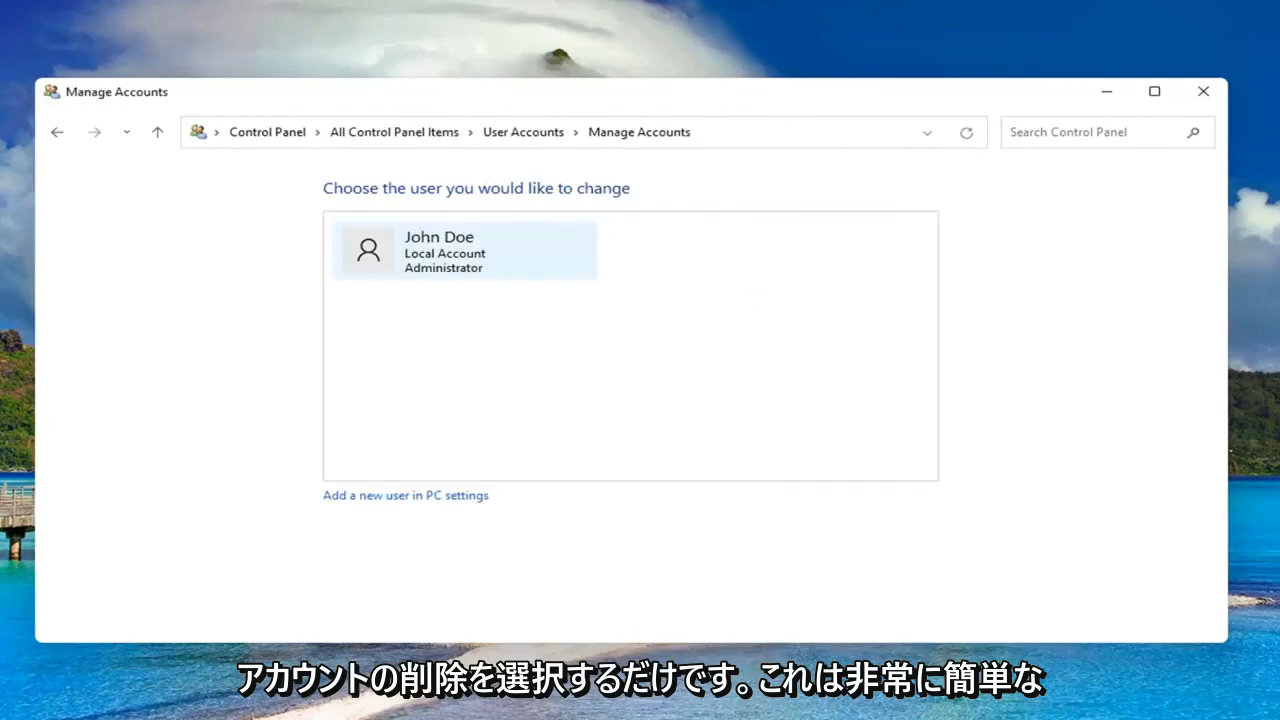 Manage Accounts
Control Panel > All Control Panel Items > User Accounts > Manage Accounts
Search Control Panel
Choose the user you would like to change
John Doe
Local Account
Administrator
Add a new user in PC settings
アカウントの削除を選択するだけです。これは非常に簡単な